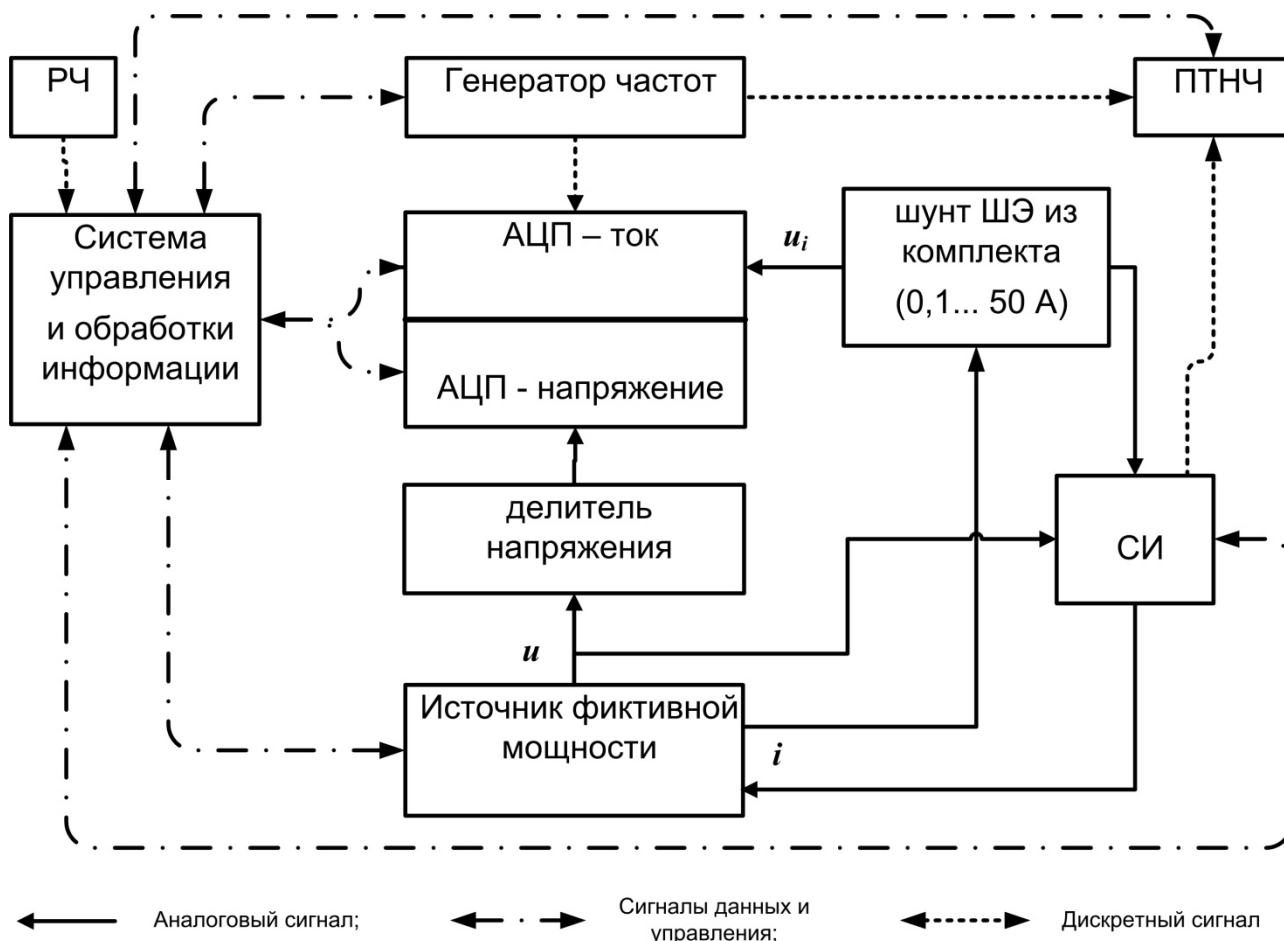 РЧ
Генератор частот
ПТНЧ
Система
управления
и обработки
информации
АЦП – ток
u_i
шунт ШЭ из
комплекта
(0,1... 50 А)
АЦП - напряжение
делитель
напряжения
СИ
u
Источник фиктивной
мощности
i
Аналоговый сигнал;
Сигналы данных и
управления;
Дискретный сигнал